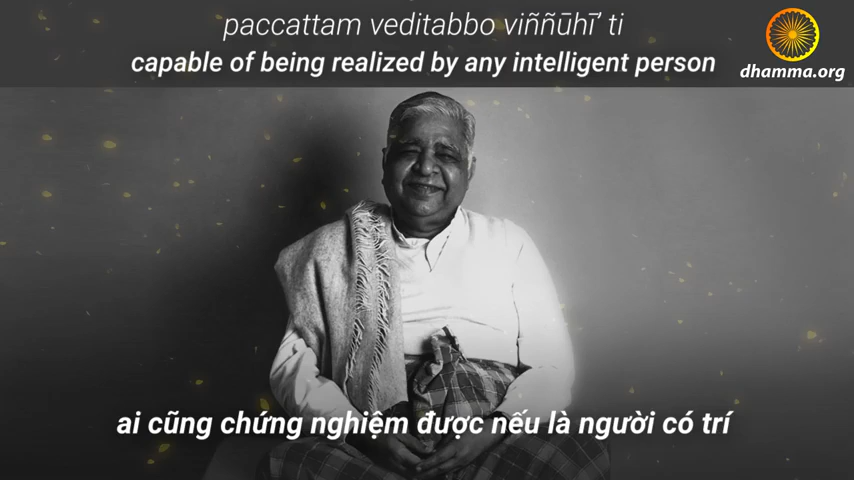 paccattam veditabbo viññūhī’ ti
capable of being realized by any intelligent person
dhamma.org
ai cũng chứng nghiệm được nếu là người có trí